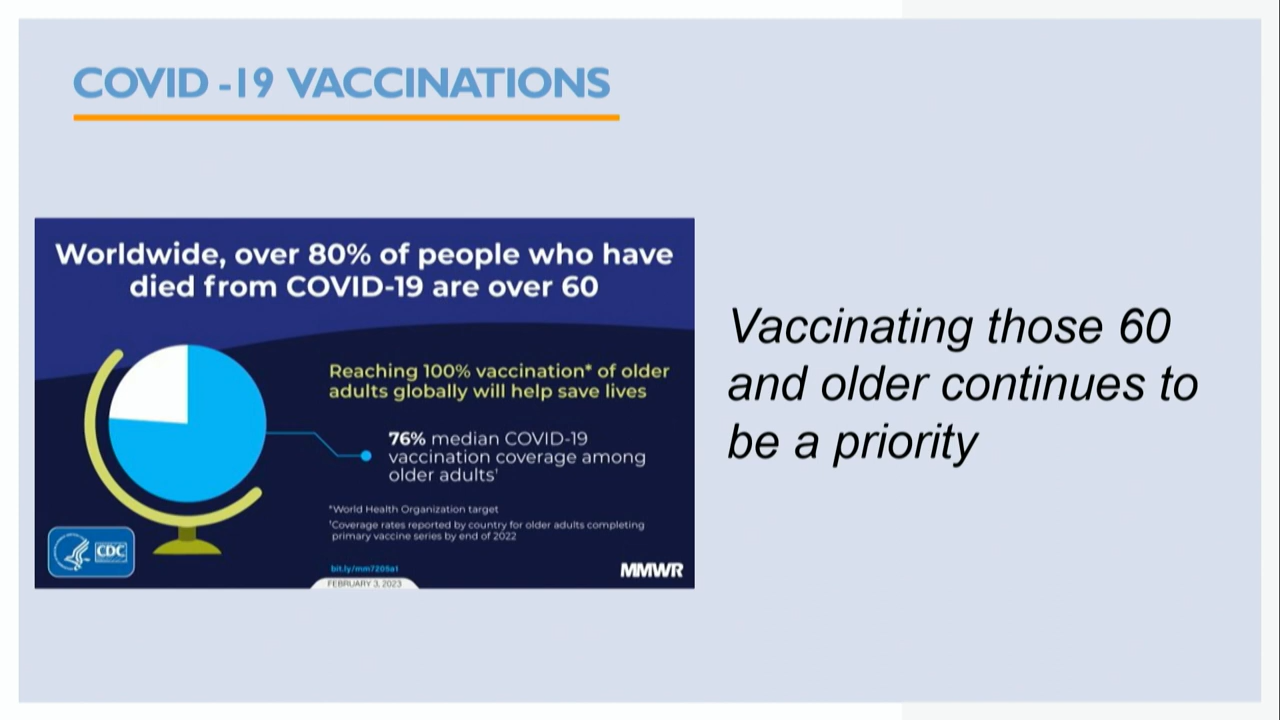 COVID -19 VACCINATIONS
Worldwide, over 80% of people who have
died from COVID-19 are over 60
Reaching 100% vaccination* of older
adults globally will help save lives
76% median COVID-19
vaccination coverage among
older adults†
*World Health Organization target
†Coverage rates reported by country for older adults completing
primary vaccine series by end of 2022
CDC
bit.ly/mm7205a1
MMWR
FEBRUARY 3, 2023
Vaccinating those 60
and older continues to
be a priority